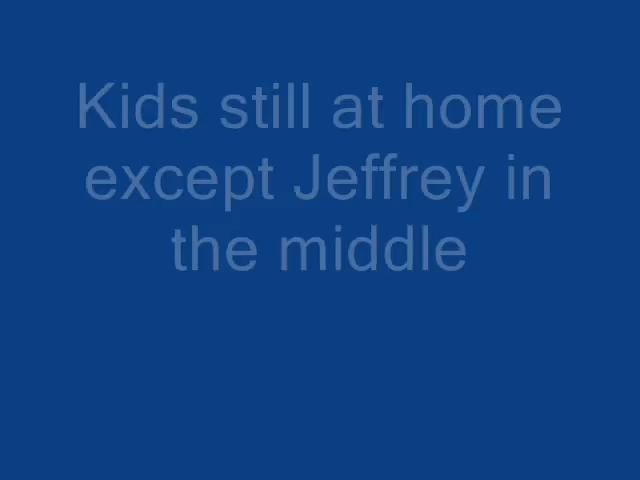 Kids still at home
except Jeffrey in
the middle